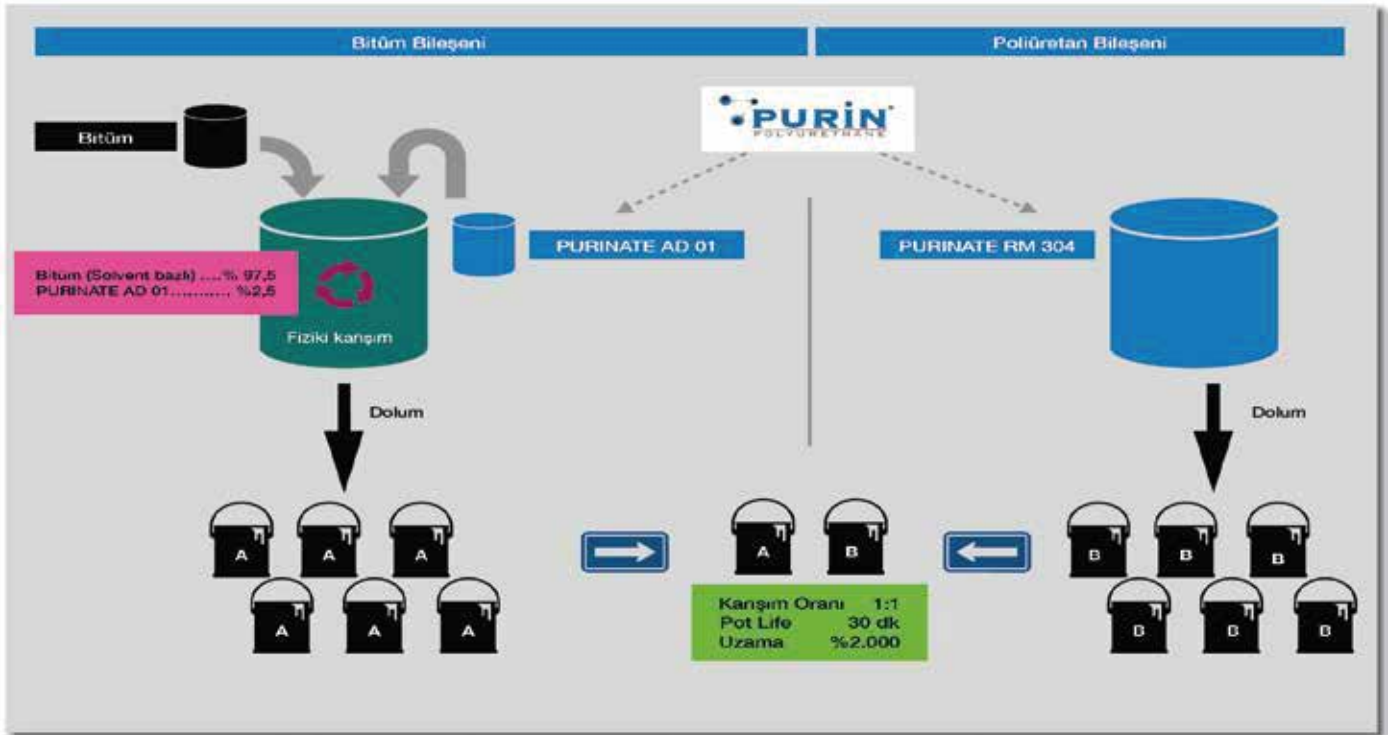 Bitüm Bileşeni
Poliüretan Bileşeni
PURİN
POLYURETHANE
Bitüm
PURINATE AD 01
PURINATE RM 304
Bitüm (Solvent bazlı) ....% 97,5
PURINATE AD 01........... %2,5
Fiziki karışım
Dolum
Dolum
A A A
A A A
A B
B B B
B B B
Karışım Oranı 1:1
Pot Life 30 dk
Uzama %2.000